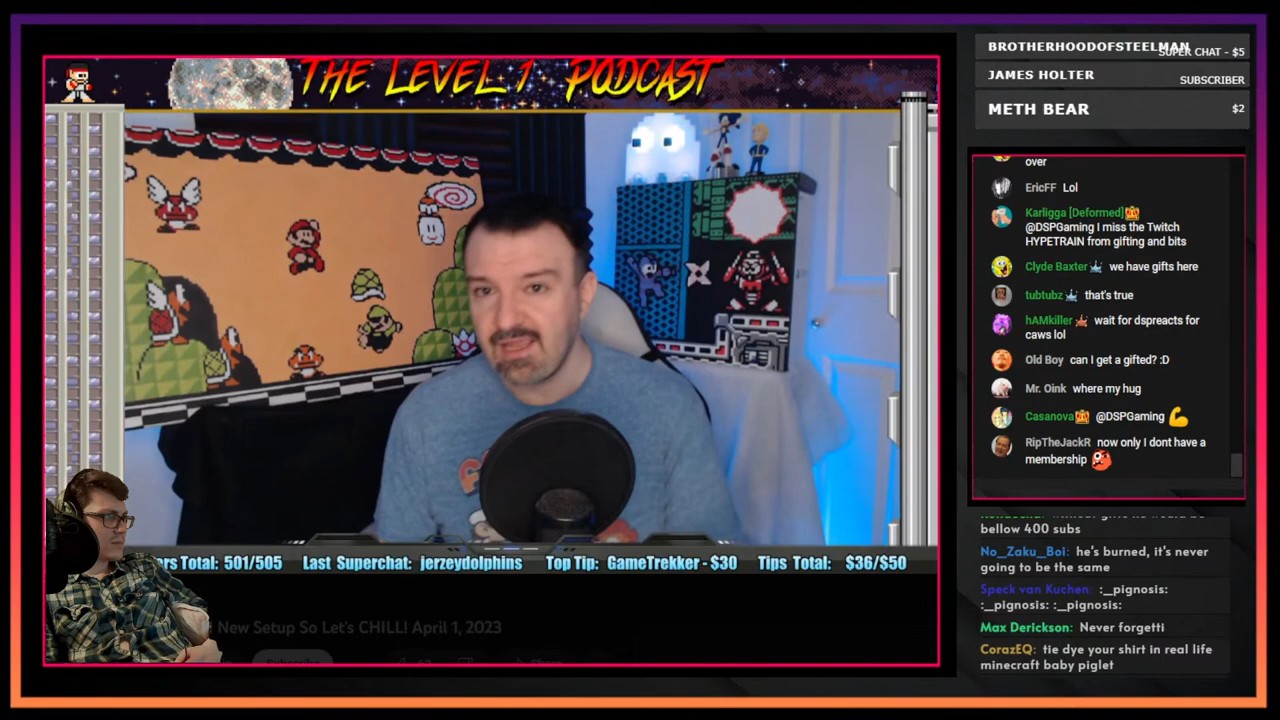 THE LEVEL 1 PODCAST
BROTHERHOODOFSTEELMAN
SUPER CHAT - $5
JAMES HOLTER
SUBSCRIBER
METH BEAR
$2
over
EricFF Lol
Karligga [Deformed]
@DSPGaming I miss the Twitch
HYPETRAIN from gifting and bits
Clyde Baxter we have gifts here
tubtubz that's true
hAMkiller wait for dspreacts for
caws lol
Old Boy can I get a gifted? :D
Mr. Oink where my hug
Casanova @DSPGaming
RipTheJackR now only I dont have a
membership
bellow 400 subs
No_Zaku_Boi: he's burned, it's never
going to be the same
Speck van Kuchen: :_pignosis:
:_pignosis: :_pignosis:
Max Derickson: Never forgetti
CorazEQ: tie dye your shirt in real life
minecraft baby piglet
rs Total: 501/505 Last Superchat: jerzeydolphins Top Tip: GameTrekker - $30 Tips Total: $36/$50
New Setup So Let's CHILL! April 1, 2023
Subscribe
Share